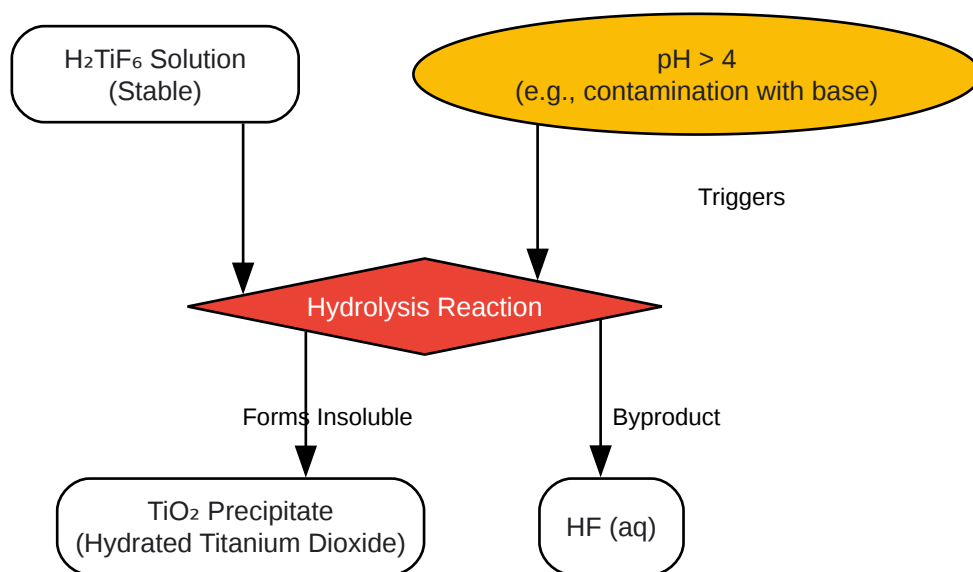 H₂TiF₆ Solution
(Stable)
pH > 4
(e.g., contamination with base)
Triggers
Hydrolysis Reaction
Forms Insoluble
Byproduct
TiO₂ Precipitate
(Hydrated Titanium Dioxide)
HF (aq)